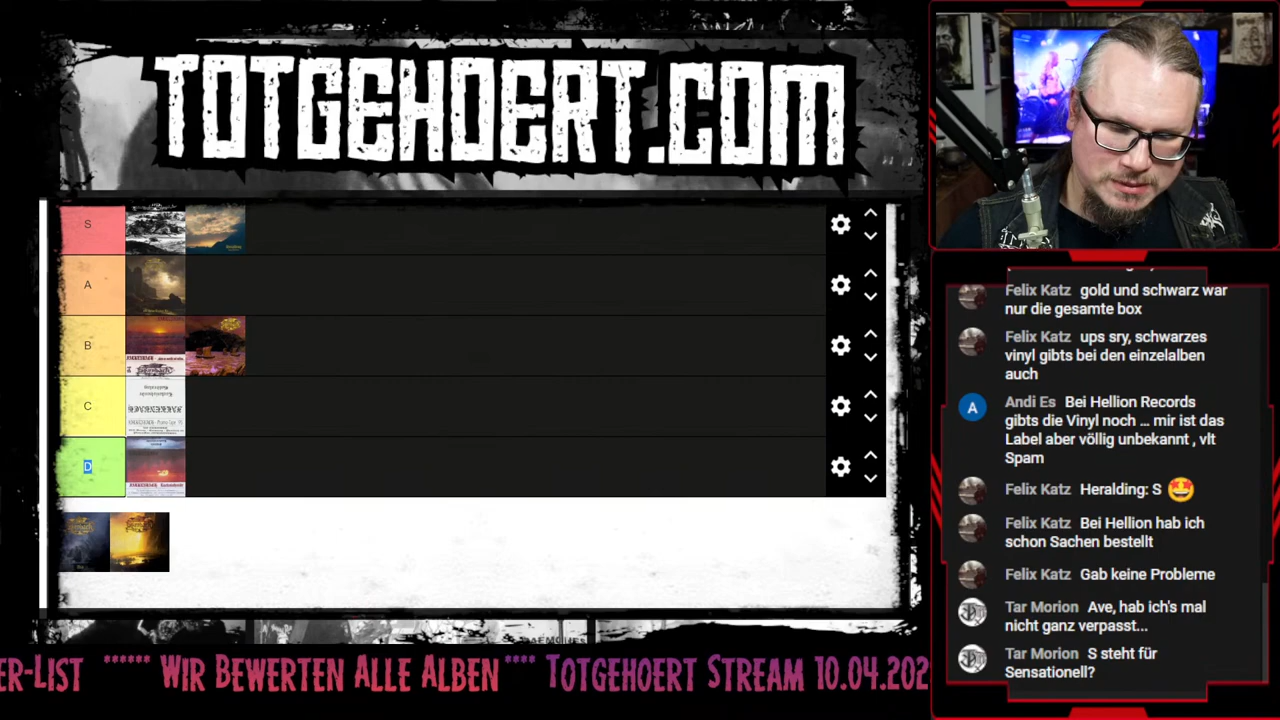 TOTGEHOERT.COM
S
A
B
C
D
Felix Katz gold und schwarz war
nur die gesamte box
Felix Katz ups sry, schwarzes
vinyl gibts bei den einzelalben
auch
A
Andi Es Bei Hellion Records
gibts die Vinyl noch ... mir ist das
Label aber völlig unbekannt , vlt
Spam
Felix Katz Heralding: S 🤩
Felix Katz Bei Hellion hab ich
schon Sachen bestellt
Felix Katz Gab keine Probleme
Tar Morion Ave, hab ich's mal
nicht ganz verpasst...
Tar Morion S steht für
Sensationell?
ER-LIST ****** WIR BEWERTEN ALLE ALBEN **** TOTGEHOERT STREAM 10.04.202